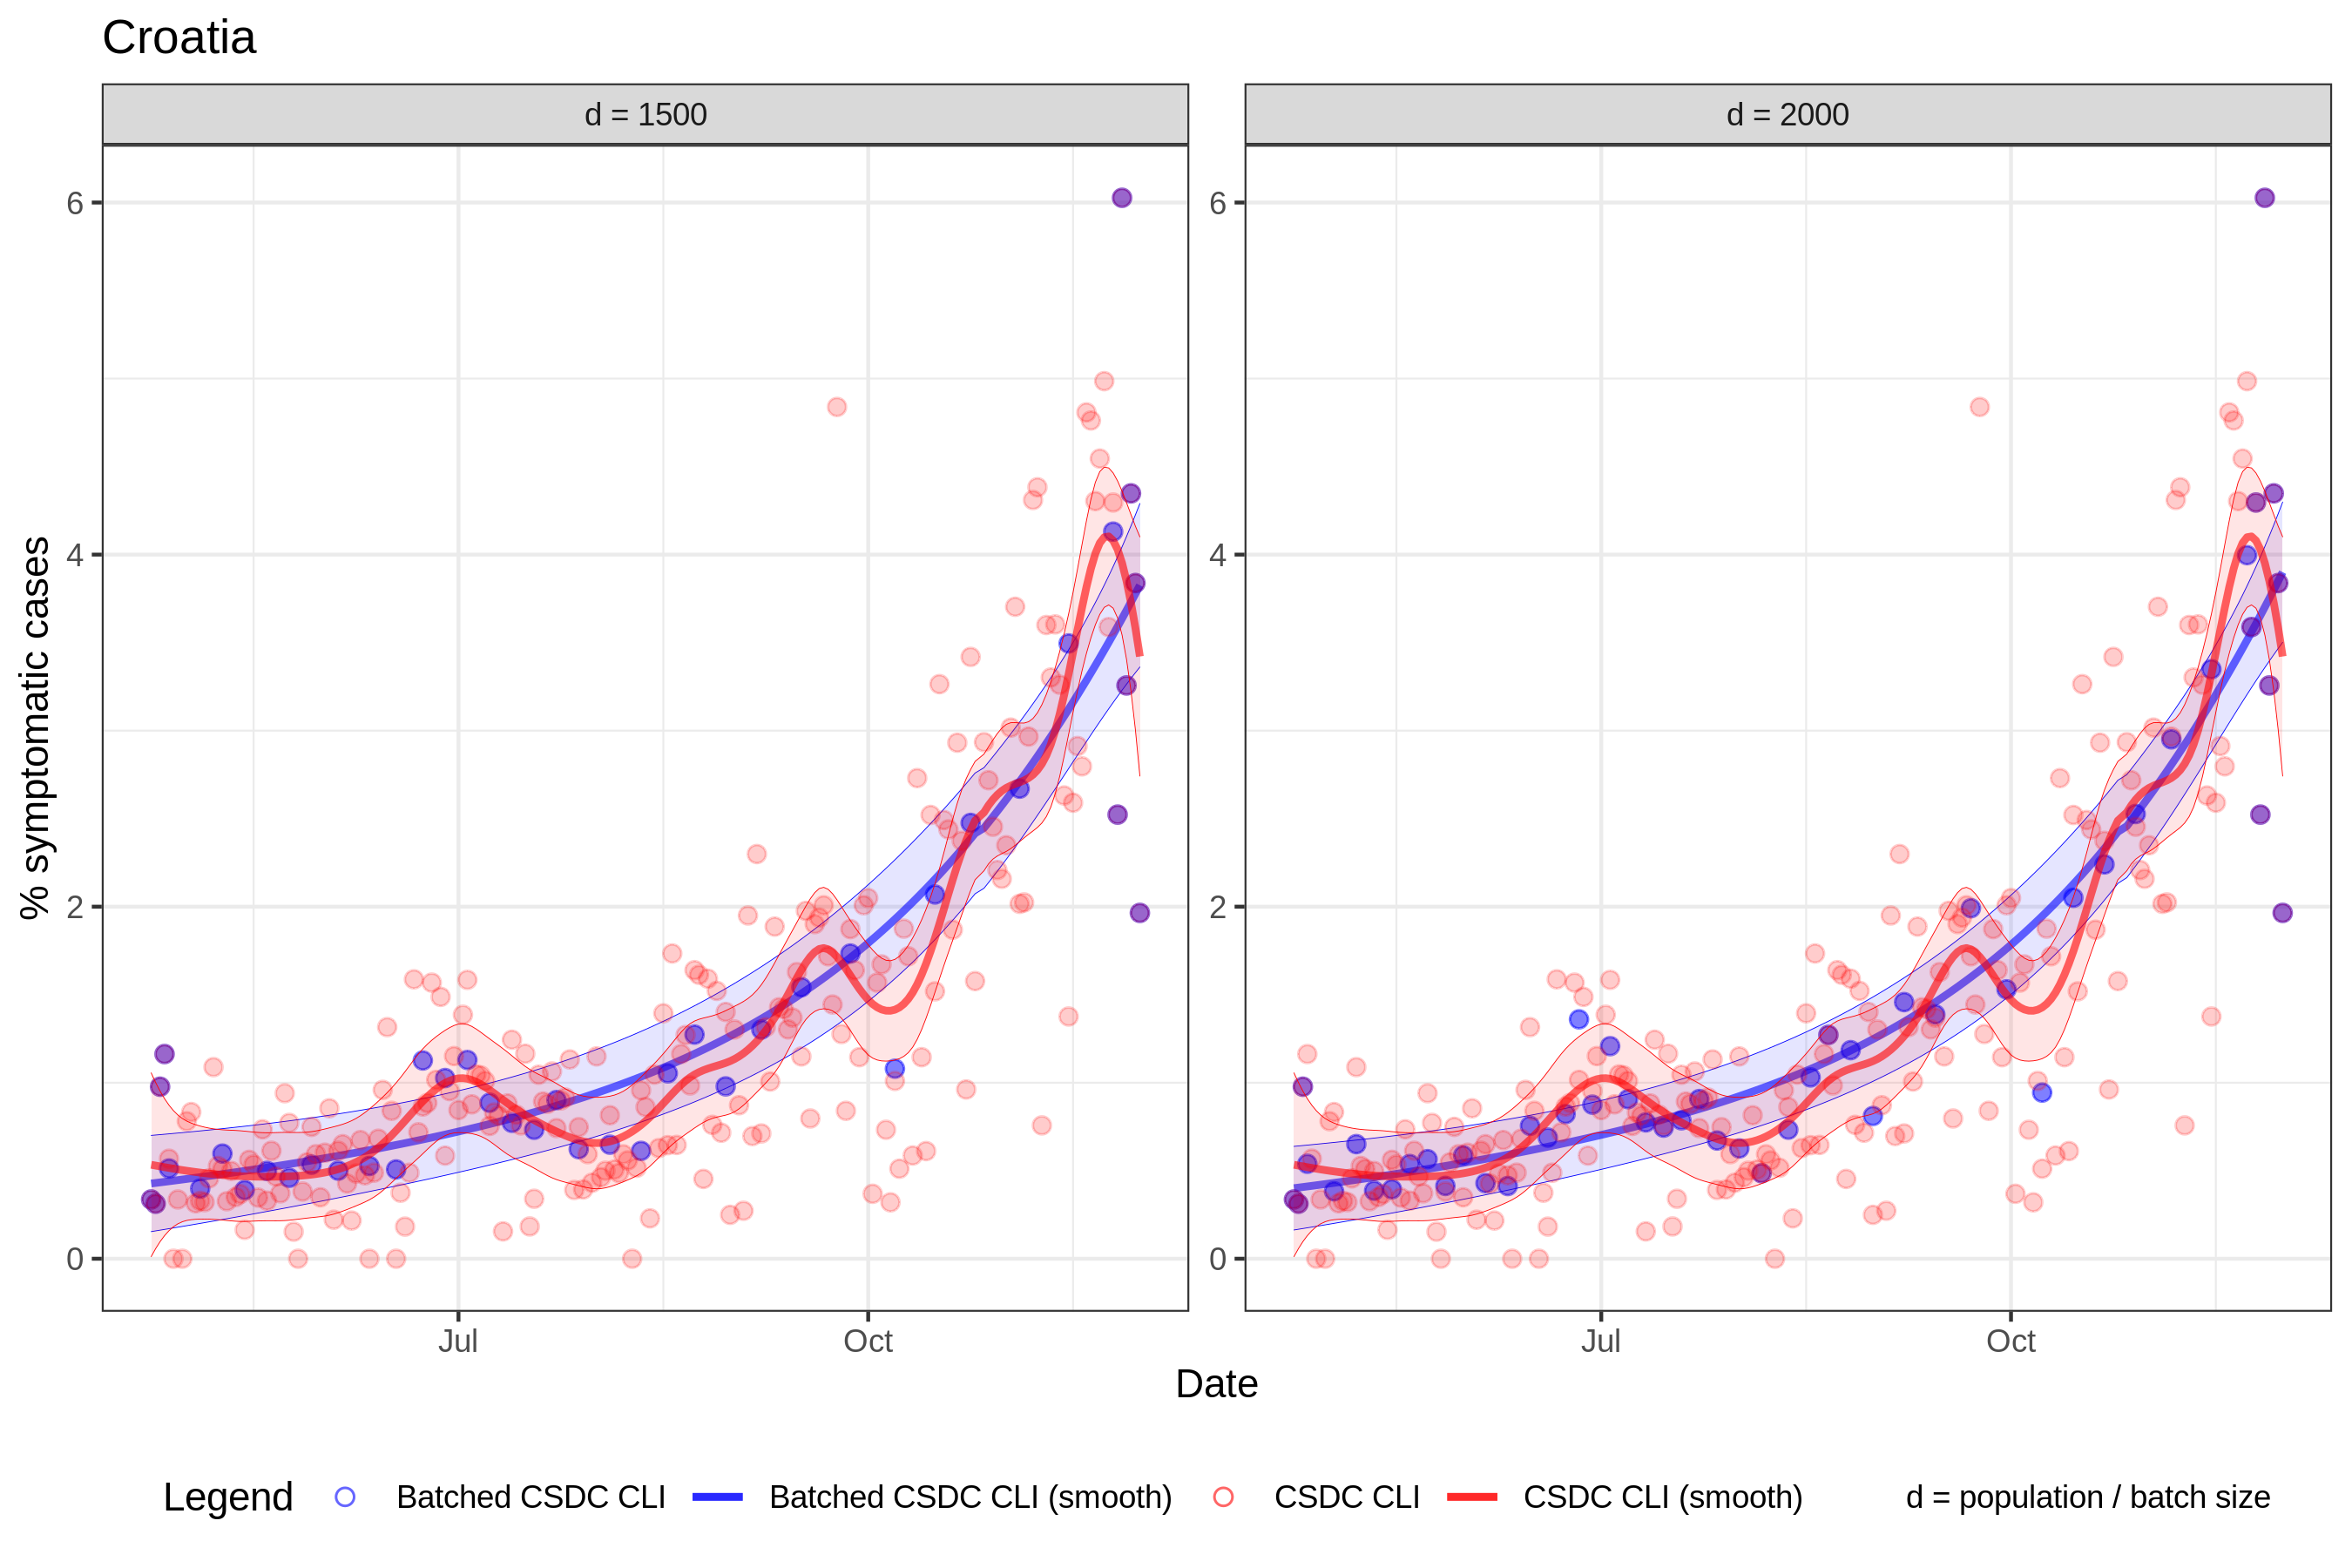 Croatia
d = 1500
d = 2000
% symptomatic cases
6
4
2
0
6
4
2
0
Jul
Oct
Jul
Oct
Date
Legend
Batched CSDC CLI
Batched CSDC CLI (smooth)
CSDC CLI
CSDC CLI (smooth)
d = population / batch size